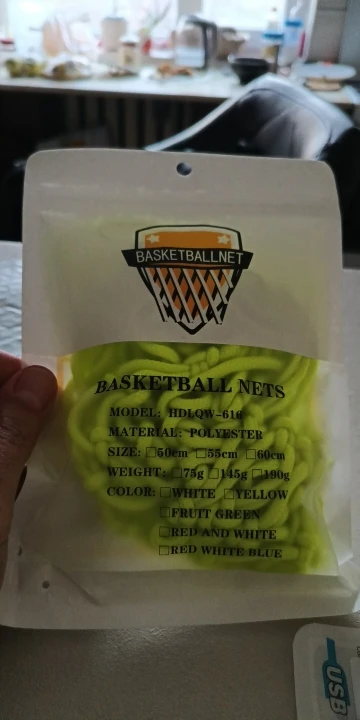 BASKETBALLNET
BASKETBALL NETS
MODEL: HDLQW-616
MATERIAL: POLYESTER
SIZE: □50cm □55cm □60cm
WEIGHT: □75g □145g □190g
COLOR: □WHITE □YELLOW
□FRUIT GREEN
□RED AND WHITE
□RED WHITE BLUE
USB